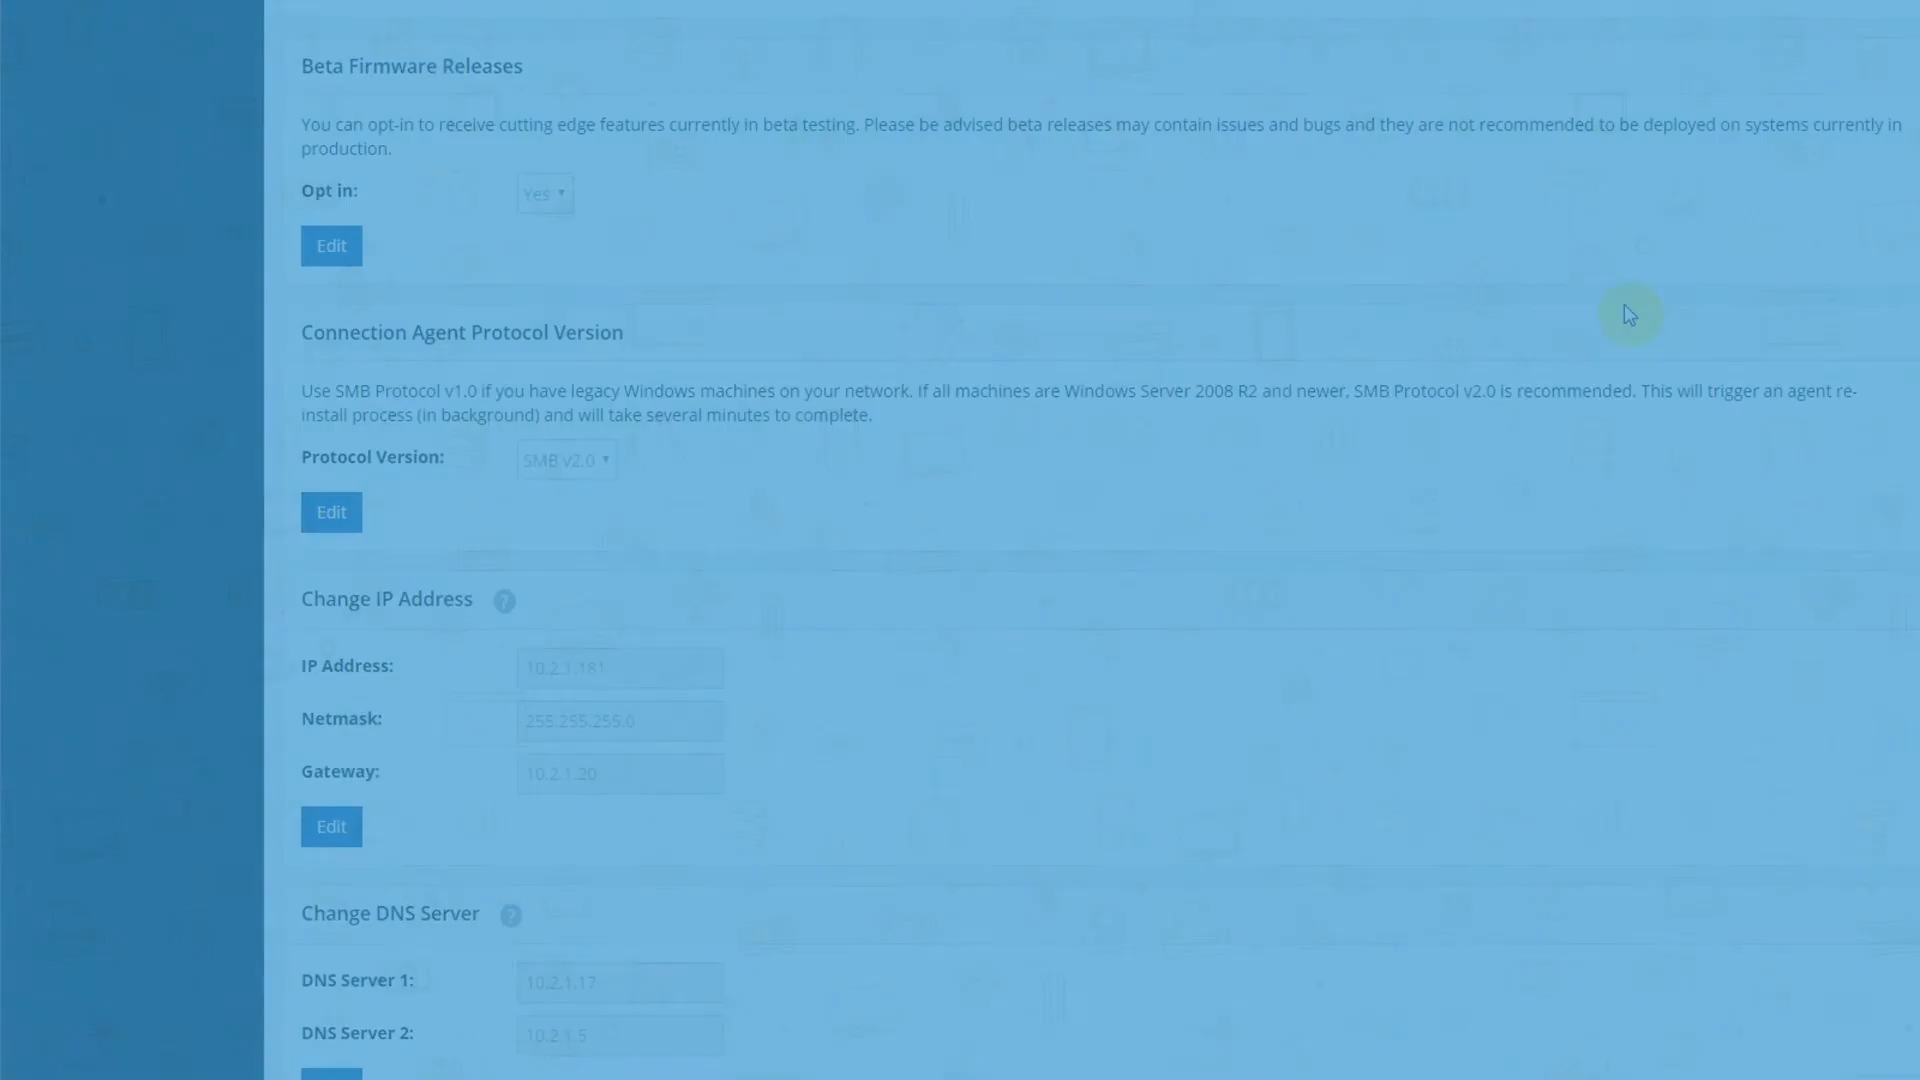 Beta Firmware Releases
You can opt-in to receive cutting edge features currently in beta testing. Please be advised beta releases may contain issues and bugs and they are not recommended to be deployed on systems currently in
production.
Opt in: Yes
Edit
Connection Agent Protocol Version
Use SMB Protocol v1.0 if you have legacy Windows machines on your network. If all machines are Windows Server 2008 R2 and newer, SMB Protocol v2.0 is recommended. This will trigger an agent re-
install process (in background) and will take several minutes to complete.
Protocol Version: SMB v2.0
Edit
Change IP Address ?
IP Address: 10.2.1.181
Netmask: 255.255.255.0
Gateway: 10.2.1.20
Edit
Change DNS Server ?
DNS Server 1: 10.2.1.17
DNS Server 2: 10.2.1.5